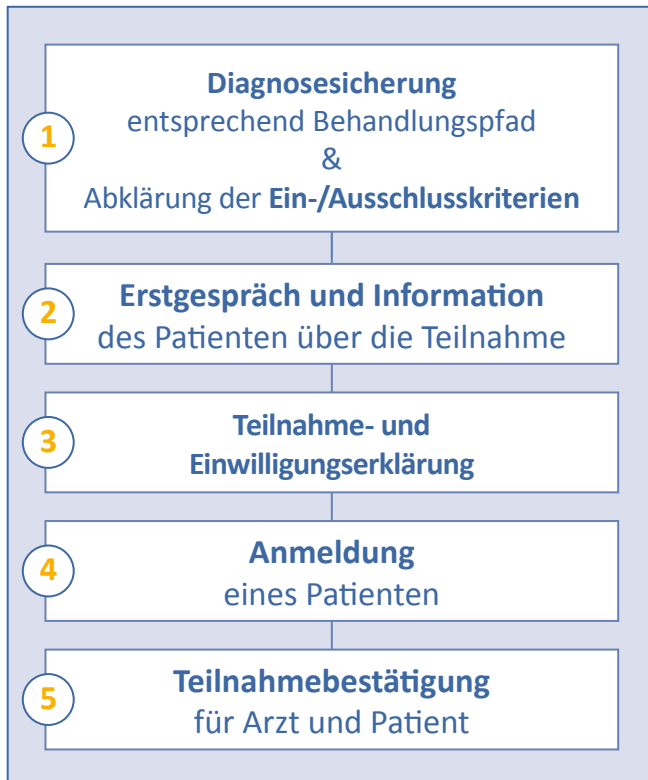 1
Diagnosesicherung
entsprechend Behandlungspfad
&
Abklärung der Ein-/Ausschlusskriterien
2
Erstgespräch und Information
des Patienten über die Teilnahme
3
Teilnahme- und
Einwilligungserklärung
4
Anmeldung
eines Patienten
5
Teilnahmebestätigung
für Arzt und Patient